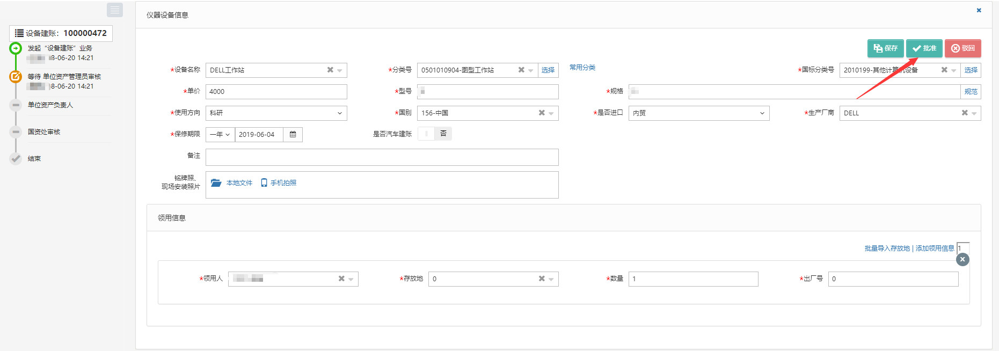 设备建账：100000472
发起“设备建账”业务
8-06-20 14:21
等待 单位资产管理员审核
8-06-20 14:21
单位资产负责人
国资处审核
结束
仪器设备信息
保存
批准
驳回
*设备名称 DELL工作站
*分类号 0501010904-图型工作站 选择
常用分类
*国标分类号 2010199-其他计算机设备 选择
*单价 4000
*型号
*规格 规范
*使用方向 科研
*国别 156-中国
*是否进口 内贸
*生产厂商 DELL
*保修期限 一年 2019-06-04
是否汽车建账 否
备注
铭牌照、
现场安装照片
本地文件 手机拍照
领用信息
批量导入存放地 | 添加领用信息 1
*领用人
*存放地 0
*数量 1
*出厂号 0